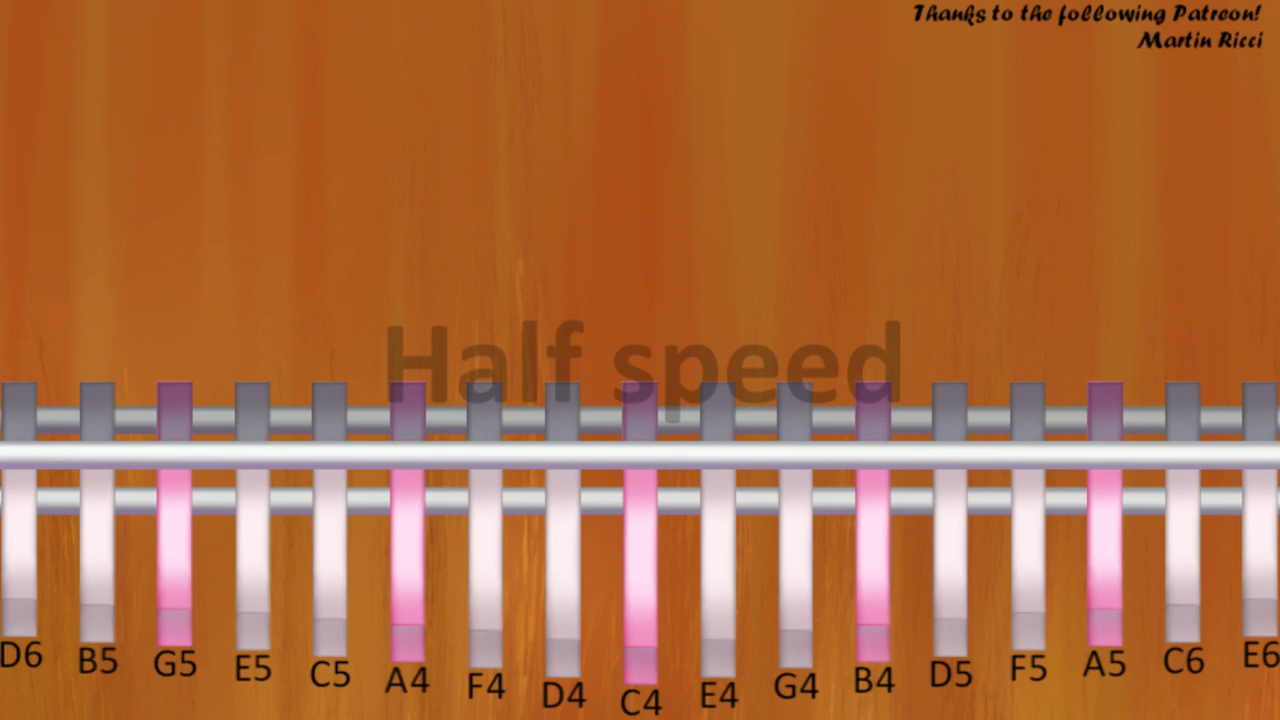 Thanks to the following Patreon!
Martin Ricci
Half speed
D6 B5 G5 E5 C5 A4 F4 D4 C4 E4 G4 B4 D5 F5 A5 C6 E6